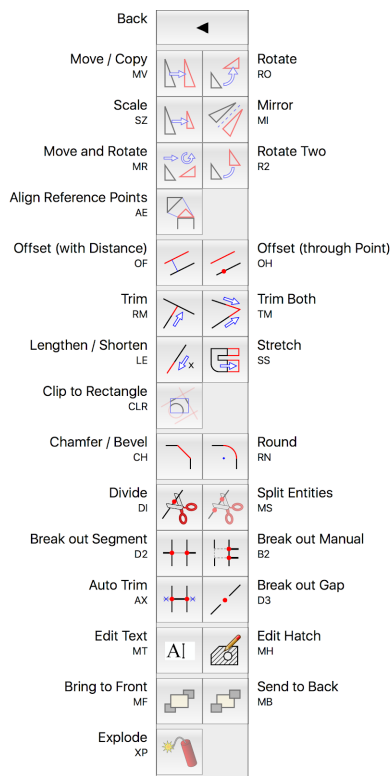 Back
Move / Copy
MV
Rotate
RO
Scale
SZ
Mirror
MI
Move and Rotate
MR
Rotate Two
R2
Align Reference Points
AE
Offset (with Distance)
OF
Offset (through Point)
OH
Trim
RM
Trim Both
TM
Lengthen / Shorten
LE
x
Stretch
SS
Clip to Rectangle
CLR
Chamfer / Bevel
CH
Round
RN
Divide
DI
Split Entities
MS
Break out Segment
D2
Break out Manual
B2
Auto Trim
AX
Break out Gap
D3
Edit Text
MT
AI
Edit Hatch
MH
Bring to Front
MF
Send to Back
MB
Explode
XP